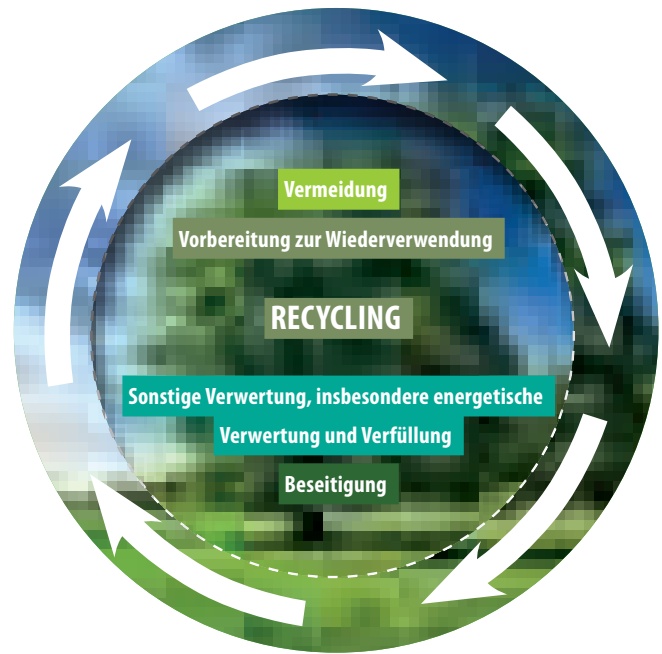 Vermeidung
Vorbereitung zur Wiederverwendung
RECYCLING
Sonstige Verwertung, insbesondere energetische
Verwertung und Verfüllung
Beseitigung